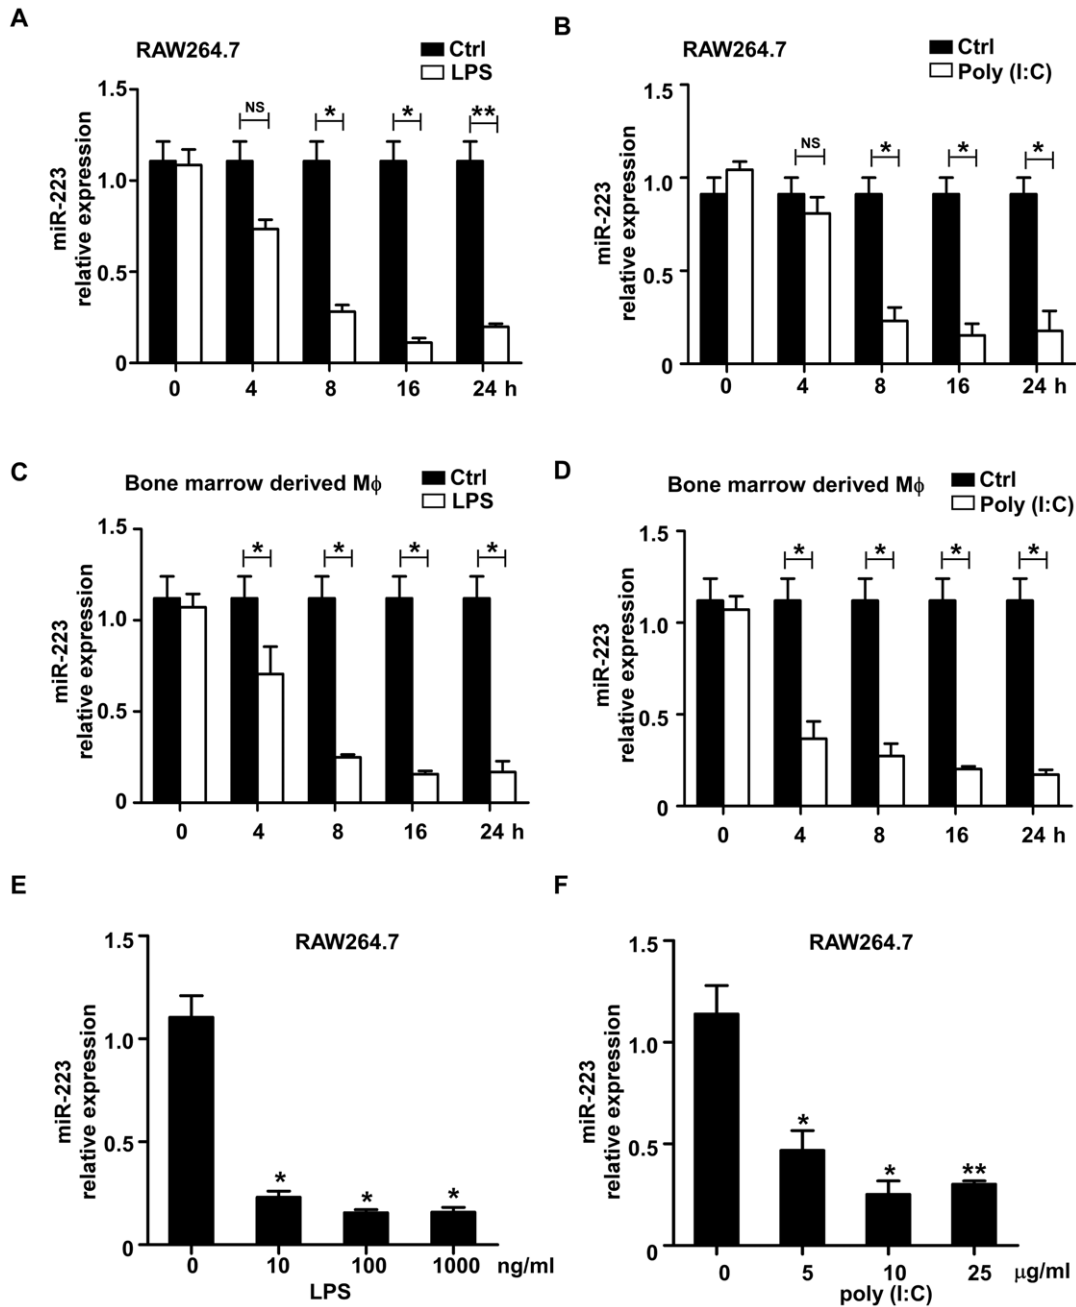 A
RAW264.7
Ctrl
LPS
miR-223
relative expression
1.5
1.0
0.5
0
NS
*
*
**
0 4 8 16 24 h
B
RAW264.7
Ctrl
Poly (I:C)
miR-223
relative expression
1.5
1.0
0.5
0
NS
*
*
*
0 4 8 16 24 h
C
Bone marrow derived Mϕ
Ctrl
LPS
miR-223
relative expression
1.5
1.0
0.5
0
*
*
*
*
0 4 8 16 24 h
D
Bone marrow derived Mϕ
Ctrl
Poly (I:C)
miR-223
relative expression
1.5
1.0
0.5
0
*
*
*
*
0 4 8 16 24 h
E
RAW264.7
miR-223
relative expression
1.5
1.0
0.5
0
*
*
*
0 10 100 1000 ng/ml
LPS
F
RAW264.7
miR-223
relative expression
1.5
1.0
0.5
0
*
*
**
0 5 10 25 μg/ml
poly (I:C)